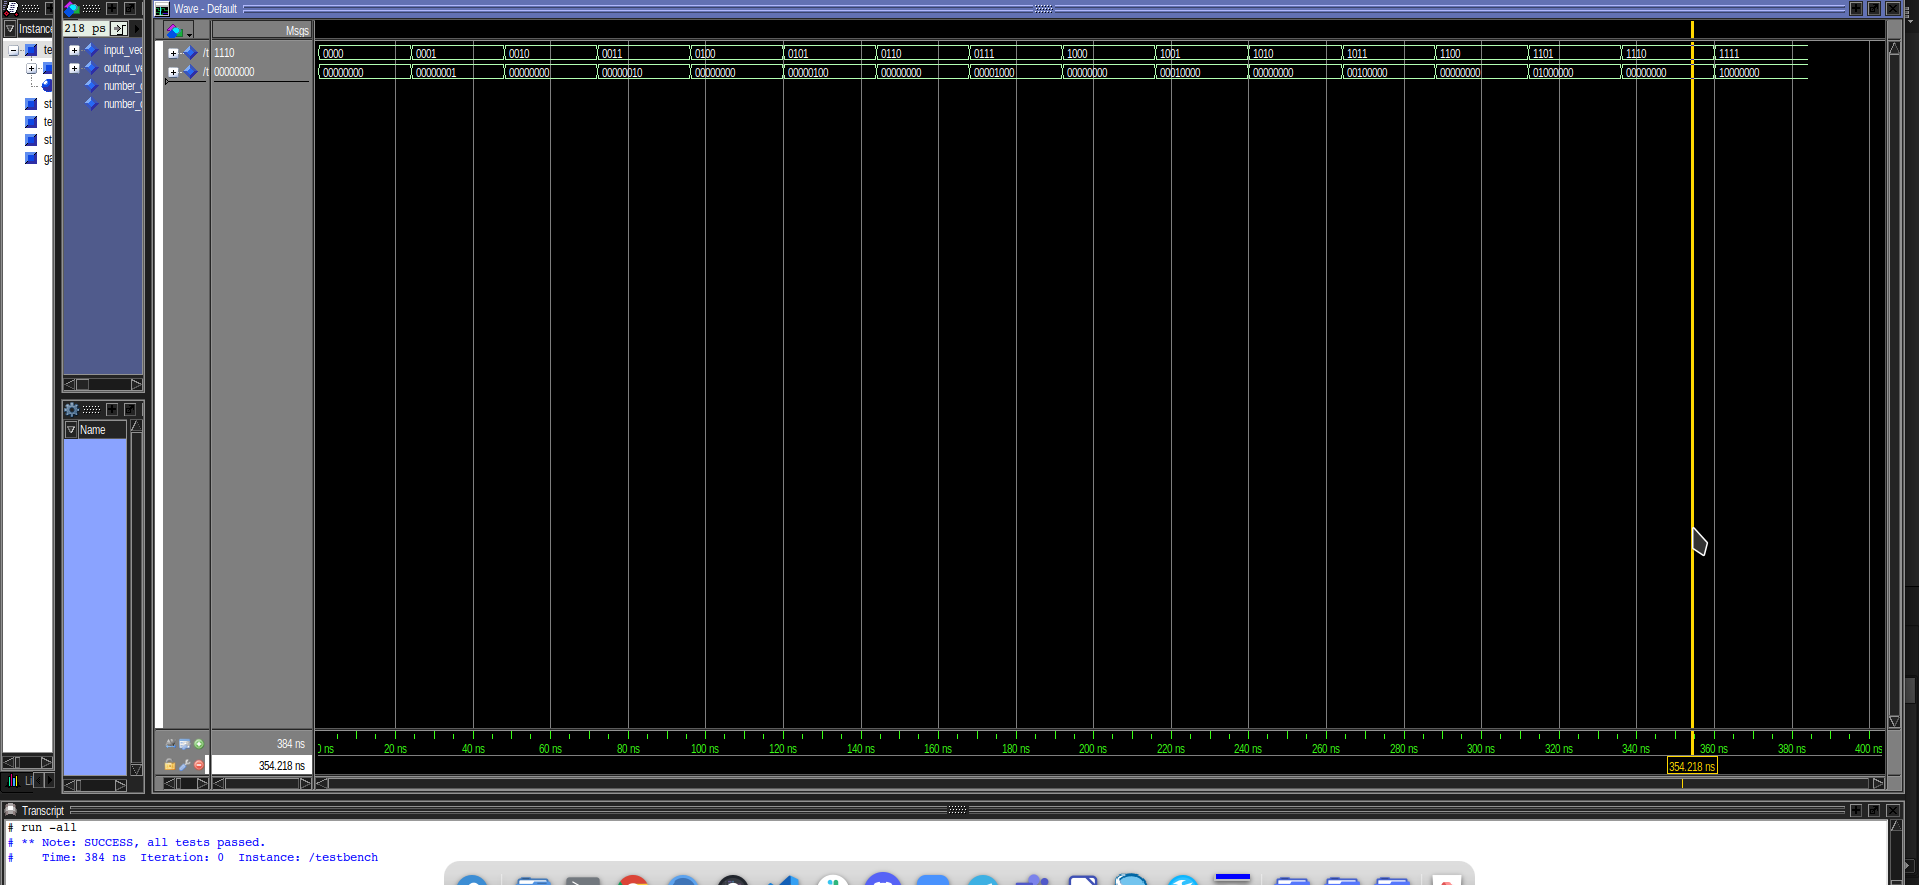 Wave - Default
Instance
218 ps
Msgs
te
input_vec
/t 1110 0000 0001 0010 0011 0100 0101 0110 0111 1000 1001 1010 1011 1100 1101 1110 1111
output_ve
/t 00000000 00000000 00000001 00000000 00000010 00000000 00000100 00000000 00001000 00000000 00010000 00000000 00100000 00000000 01000000 00000000 10000000
number_
number_
st
te
st
ga
Name
384 ns
ns 20 ns 40 ns 60 ns 80 ns 100 ns 120 ns 140 ns 160 ns 180 ns 200 ns 220 ns 240 ns 260 ns 280 ns 300 ns 320 ns 340 ns 360 ns 380 ns 400 ns
354.218 ns
354.218 ns
Li
Transcript
# run -all
# ** Note: SUCCESS, all tests passed.
#    Time: 384 ns  Iteration: 0  Instance: /testbench